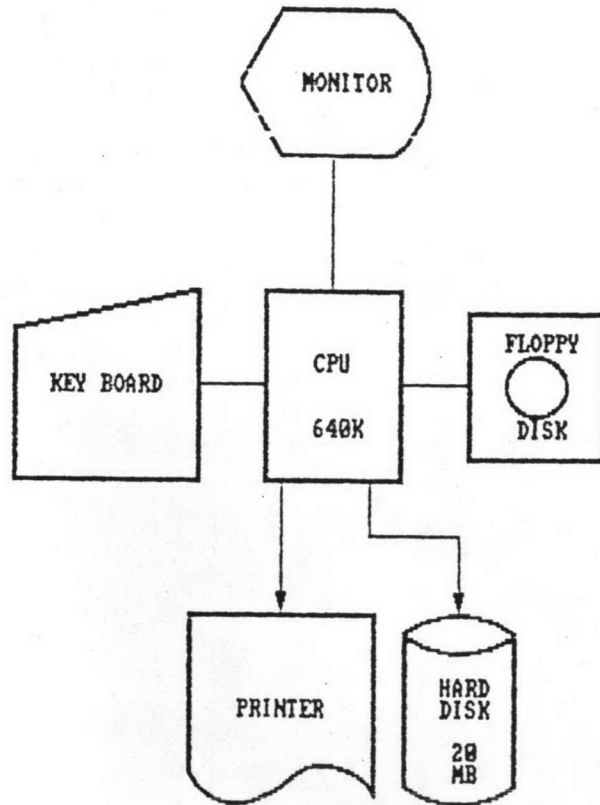 MONITOR
KEY BOARD
CPU
640K
FLOPPY
DISK
PRINTER
HARD
DISK
20
MB